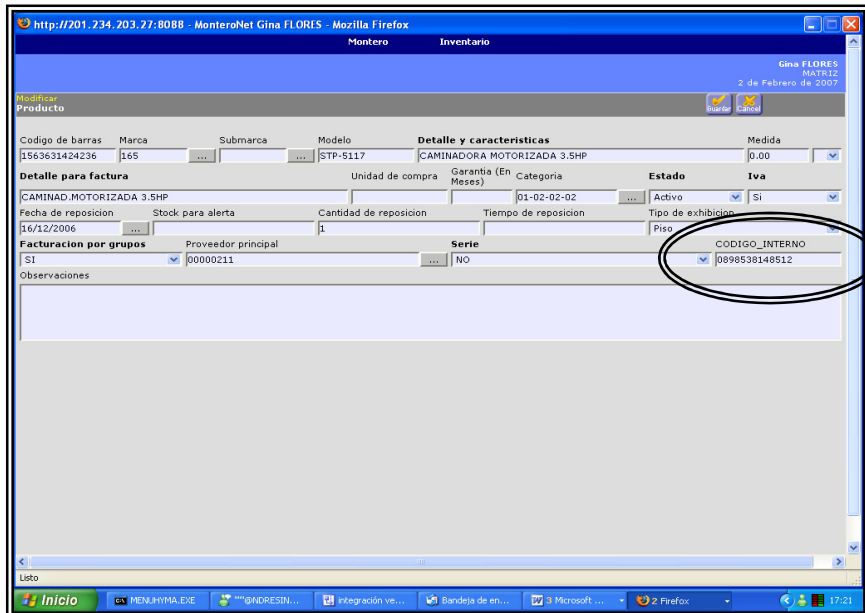 http://201.234.203.27:8088 - MonteroNet Gina FLORES - Mozilla Firefox
Montero Inventario
Gina FLORES
MATRIZ
2 de Febrero de 2007
Modificar
Producto
Guardar Cancel
Codigo de barras Marca Submarca Modelo Detalle y caracteristicas Medida
1563631424236 165 ... ... STP-5117 CAMINADORA MOTORIZADA 3.5HP 0.00
Detalle para factura Unidad de compra Garantia (En Meses) Categoria Estado Iva
CAMINAD.MOTORIZADA 3.5HP 01-02-02-02 ... Activo Si
Fecha de reposicion Stock para alerta Cantidad de reposicion Tiempo de reposicion Tipo de exhibicion
16/12/2006 ... 1 Piso
Facturacion por grupos Proveedor principal Serie CODIGO_INTERNO
SI 00000211 ... NO 0898538148512
Observaciones
Listo
Inicio MENUHYMA.EXE """@NDRESIN... integración ve... Bandeja de en... 3 Microsoft ... 2 Firefox 17:21